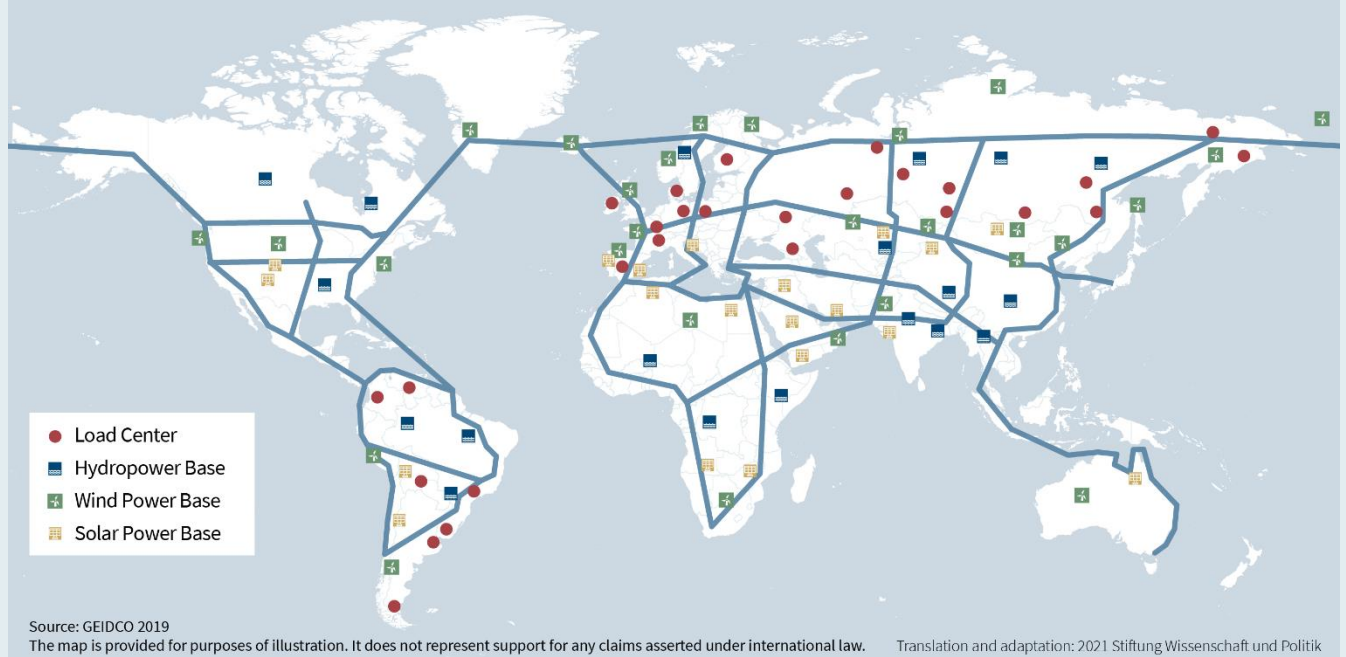 Load Center
Hydropower Base
Wind Power Base
Solar Power Base
Source: GEIDCO 2019
The map is provided for purposes of illustration. It does not represent support for any claims asserted under international law.
Translation and adaptation: 2021 Stiftung Wissenschaft und Politik